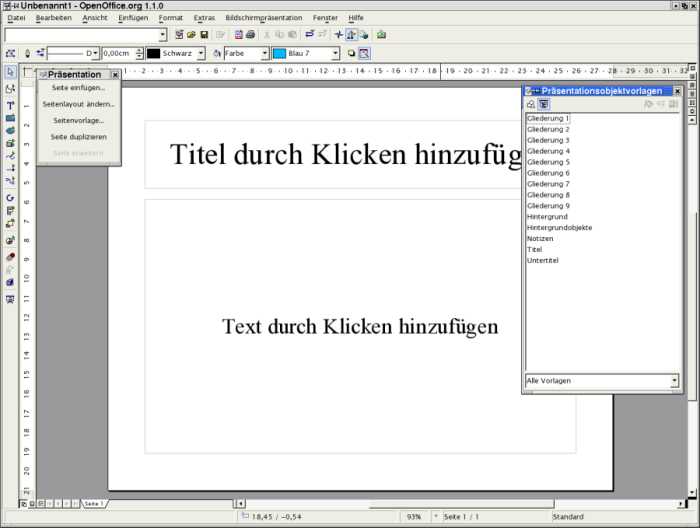 Unbenannt1 - OpenOffice.org 1.1.0
Datei Bearbeiten Ansicht Einfügen Format Extras Bildschirmpräsentation Fenster Hilfe
D 0,00cm Schwarz Farbe Blau 7
Präsentation
Seite einfügen...
Seitenlayout ändern...
Seitenvorlage...
Seite duplizieren
Seite erweitern
Titel durch Klicken hinzufüg
Text durch Klicken hinzufügen
Präsentationsobjektvorlagen
Gliederung 1
Gliederung 2
Gliederung 3
Gliederung 4
Gliederung 5
Gliederung 6
Gliederung 7
Gliederung 8
Gliederung 9
Hintergrund
Hintergrundobjekte
Notizen
Titel
Untertitel
Alle Vorlagen
Seite 1
18,45 / -0,54 93% * Seite 1 / 1 Standard